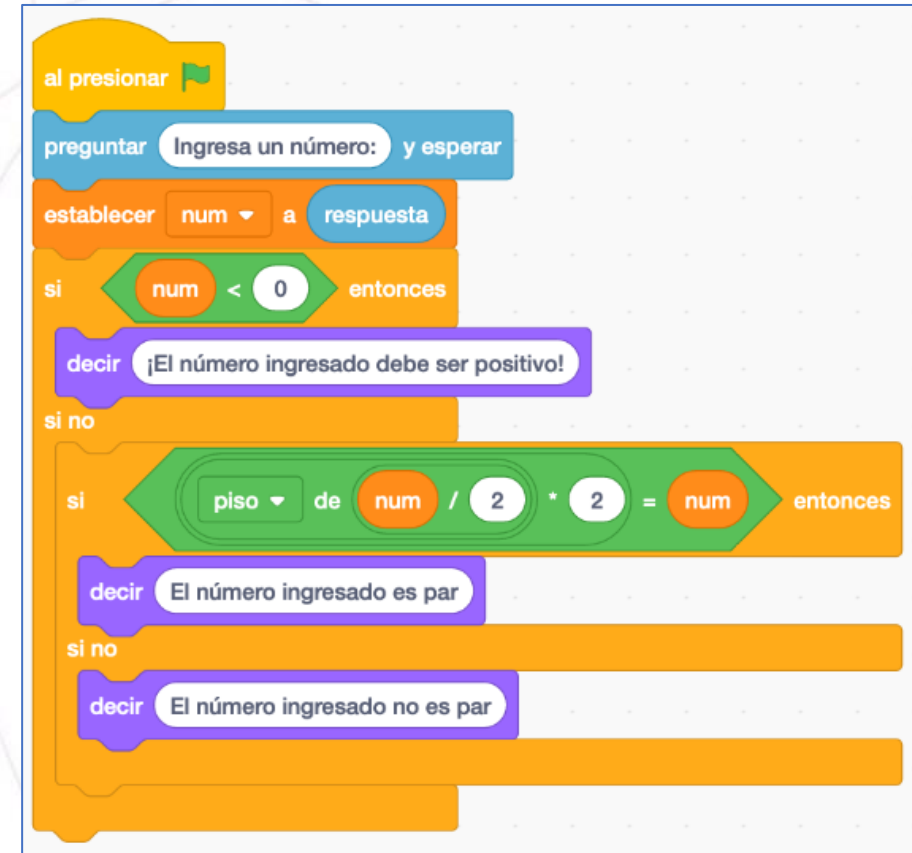 al presionar
preguntar Ingresa un número: y esperar
establecer num a respuesta
si num < 0 entonces
decir ¡El número ingresado debe ser positivo!
si no
si piso de num / 2 * 2 = num entonces
decir El número ingresado es par
si no
decir El número ingresado no es par